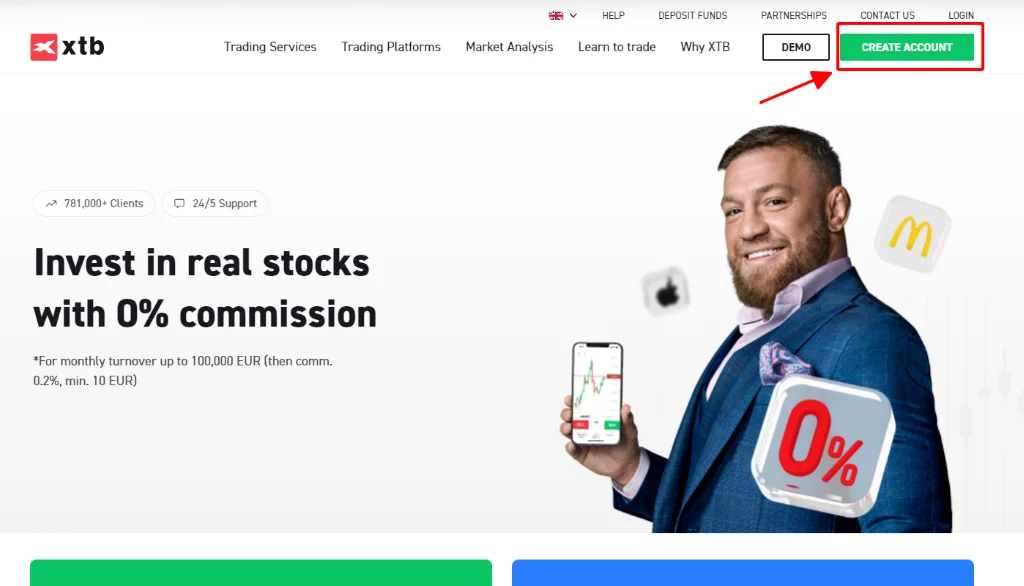 HELP
DEPOSIT FUNDS
PARTNERSHIPS
CONTACT US
LOGIN
xtb
Trading Services
Trading Platforms
Market Analysis
Learn to trade
Why XTB
DEMO
CREATE ACCOUNT
781,000+ Clients
24/5 Support
Invest in real stocks
with 0% commission
*For monthly turnover up to 100,000 EUR (then comm.
0.2%, min. 10 EUR)
0%